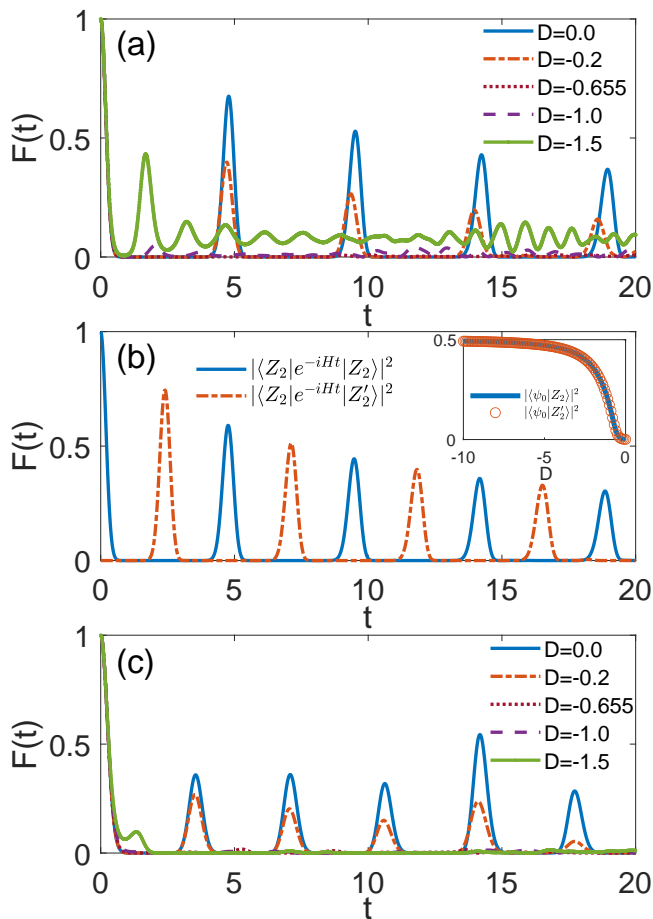 (a)
F(t)
1
0.5
0
0 5 10 15 20
t
D=0.0
D=-0.2
D=-0.655
D=-1.0
D=-1.5
(b)
F(t)
1
0.5
0
0 5 10 15 20
t
|⟨Z₂|e^{-iHt}|Z₂⟩|²
|⟨Z₂|e^{-iHt}|Z₂′⟩|²
0.5
0
-10 -5 0
D
|⟨ψ₀|Z₂⟩|²
|⟨ψ₀|Z₂′⟩|²
(c)
F(t)
1
0.5
0
0 5 10 15 20
t
D=0.0
D=-0.2
D=-0.655
D=-1.0
D=-1.5